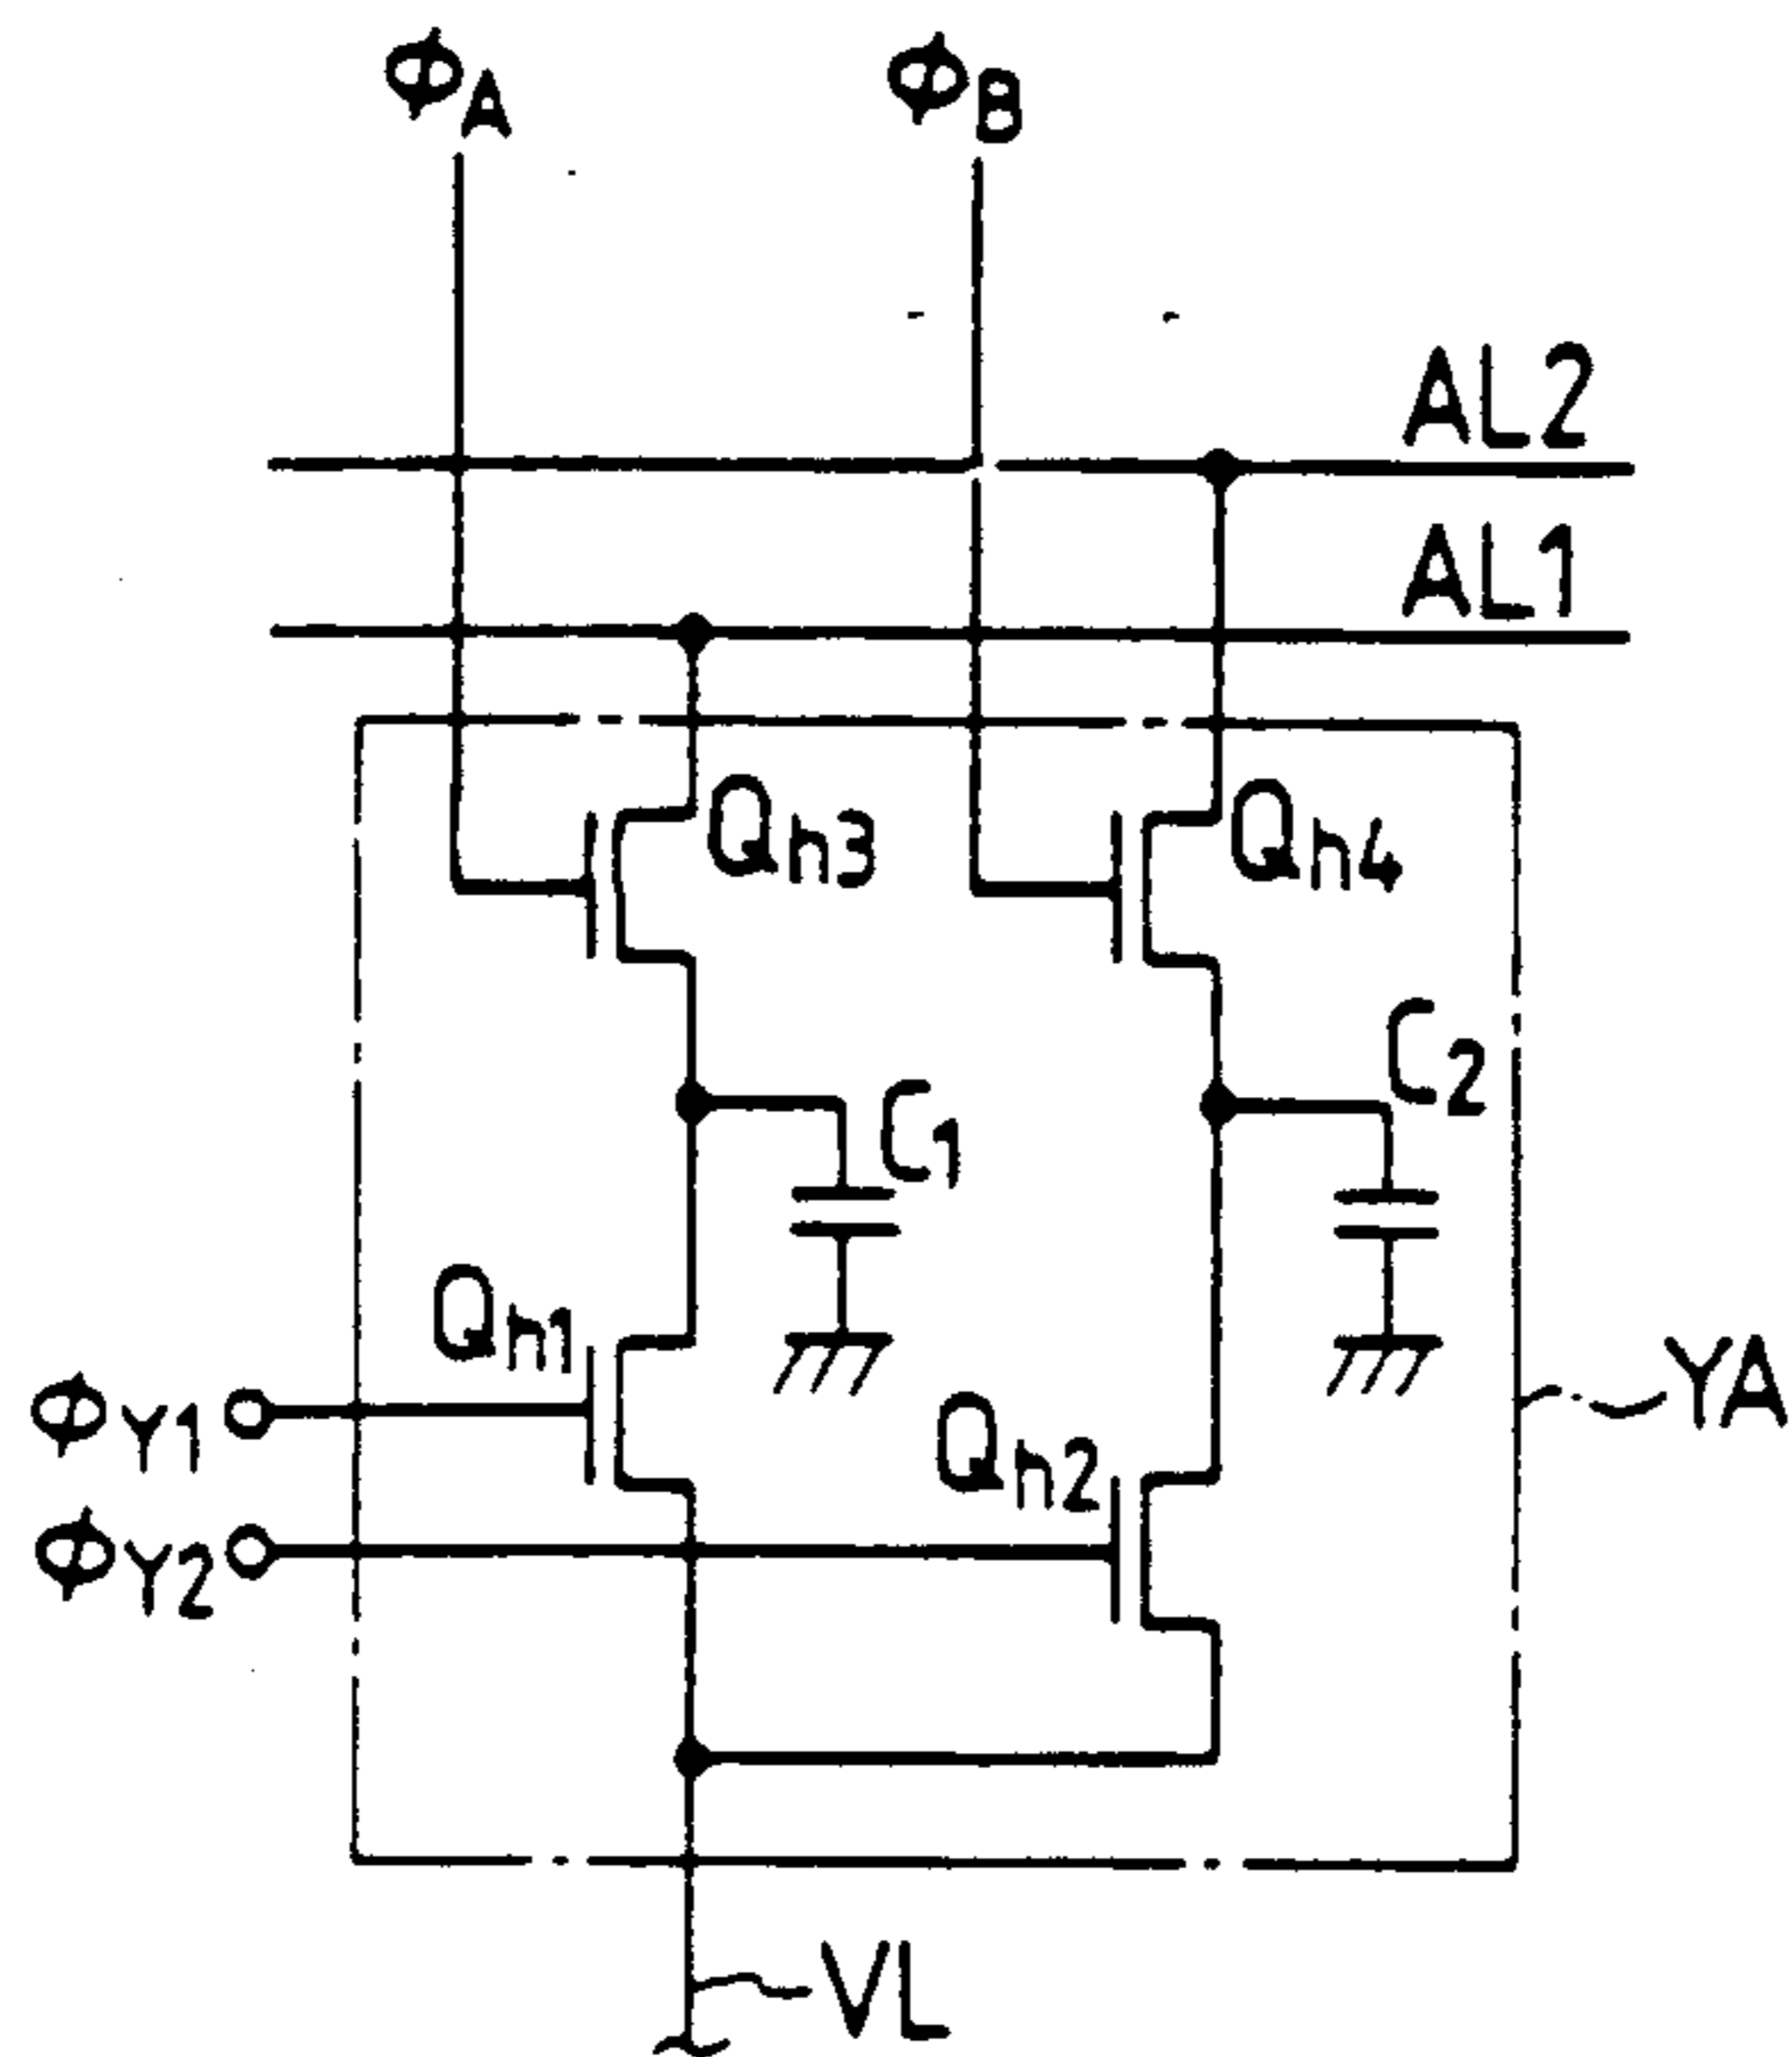 ΦA ΦB
AL2
AL1
Qh3 Qh4
C2
C1
Qh1
ΦY1 YA
Qh2
ΦY2
VL